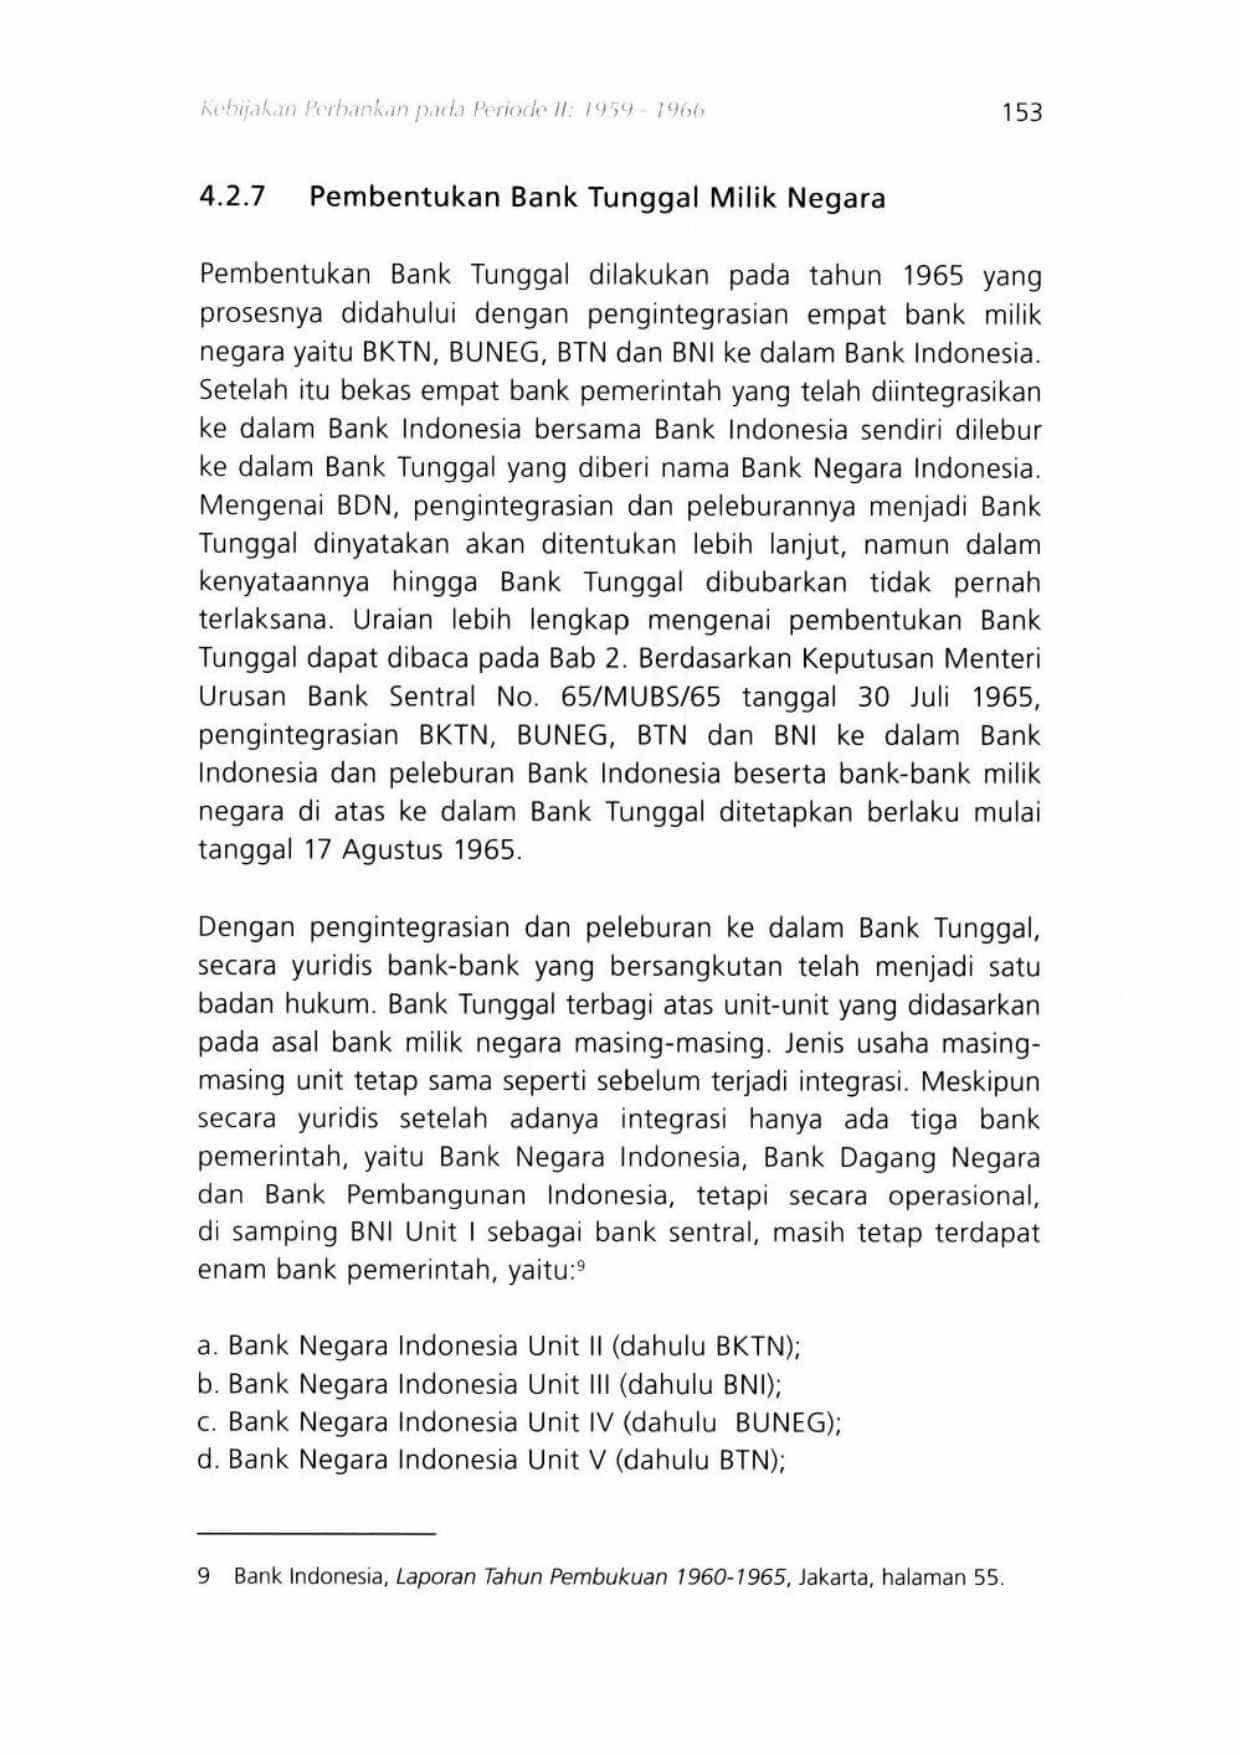 Kebijakan Perbankan pada Periode II: 1959 - 1966
153
4.2.7 Pembentukan Bank Tunggal Milik Negara
Pembentukan Bank Tunggal dilakukan pada tahun 1965 yang
prosesnya didahului dengan pengintegrasian empat bank milik
negara yaitu BKTN, BUNEG, BTN dan BNI ke dalam Bank Indonesia.
Setelah itu bekas empat bank pemerintah yang telah diintegrasikan
ke dalam Bank Indonesia bersama Bank Indonesia sendiri dilebur
ke dalam Bank Tunggal yang diberi nama Bank Negara Indonesia.
Mengenai BDN, pengintegrasian dan peleburannya menjadi Bank
Tunggal dinyatakan akan ditentukan lebih lanjut, namun dalam
kenyataannya hingga Bank Tunggal dibubarkan tidak pernah
terlaksana. Uraian lebih lengkap mengenai pembentukan Bank
Tunggal dapat dibaca pada Bab 2. Berdasarkan Keputusan Menteri
Urusan Bank Sentral No. 65/MUBS/65 tanggal 30 Juli 1965,
pengintegrasian BKTN, BUNEG, BTN dan BNI ke dalam Bank
Indonesia dan peleburan Bank Indonesia beserta bank-bank milik
negara di atas ke dalam Bank Tunggal ditetapkan berlaku mulai
tanggal 17 Agustus 1965.
Dengan pengintegrasian dan peleburan ke dalam Bank Tunggal,
secara yuridis bank-bank yang bersangkutan telah menjadi satu
badan hukum. Bank Tunggal terbagi atas unit-unit yang didasarkan
pada asal bank milik negara masing-masing. Jenis usaha masing-
masing unit tetap sama seperti sebelum terjadi integrasi. Meskipun
secara yuridis setelah adanya integrasi hanya ada tiga bank
pemerintah, yaitu Bank Negara Indonesia, Bank Dagang Negara
dan Bank Pembangunan Indonesia, tetapi secara operasional,
di samping BNI Unit I sebagai bank sentral, masih tetap terdapat
enam bank pemerintah, yaitu:⁹
a. Bank Negara Indonesia Unit II (dahulu BKTN);
b. Bank Negara Indonesia Unit III (dahulu BNI);
c. Bank Negara Indonesia Unit IV (dahulu BUNEG);
d. Bank Negara Indonesia Unit V (dahulu BTN);
9 Bank Indonesia, Laporan Tahun Pembukuan 1960-1965, Jakarta, halaman 55.